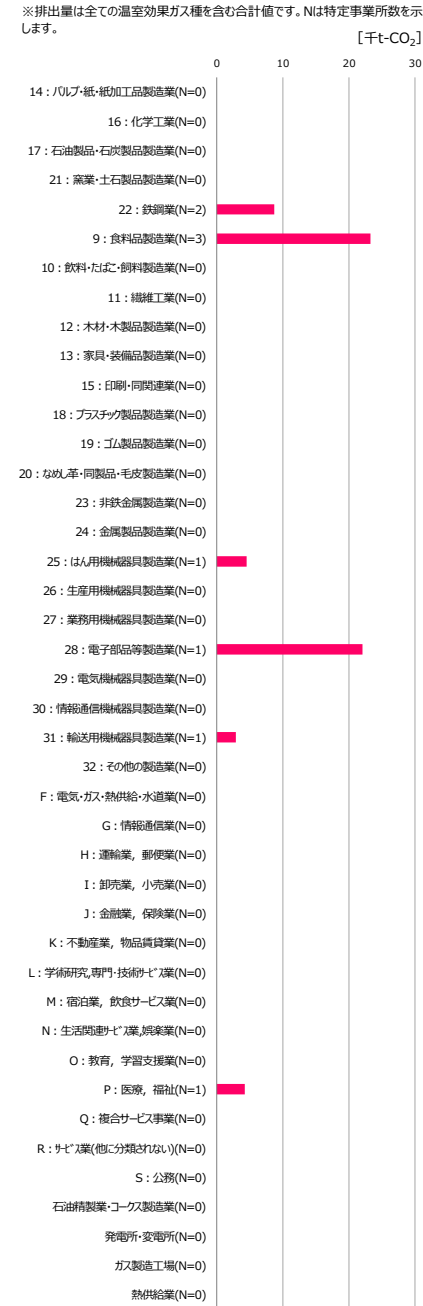 ※排出量は全ての温室効果ガス種を含む合計値です。Nは特定事業所数を示
します。
[千t-CO₂]
0 10 20 30
14：パルプ・紙・紙加工品製造業(N=0)
16：化学工業(N=0)
17：石油製品・石炭製品製造業(N=0)
21：窯業・土石製品製造業(N=0)
22：鉄鋼業(N=2)
9：食料品製造業(N=3)
10：飲料・たばこ・飼料製造業(N=0)
11：繊維工業(N=0)
12：木材・木製品製造業(N=0)
13：家具・装備品製造業(N=0)
15：印刷・同関連業(N=0)
18：プラスチック製品製造業(N=0)
19：ゴム製品製造業(N=0)
20：なめし革・同製品・毛皮製造業(N=0)
23：非鉄金属製造業(N=0)
24：金属製品製造業(N=0)
25：はん用機械器具製造業(N=1)
26：生産用機械器具製造業(N=0)
27：業務用機械器具製造業(N=0)
28：電子部品等製造業(N=1)
29：電気機械器具製造業(N=0)
30：情報通信機械器具製造業(N=0)
31：輸送用機械器具製造業(N=1)
32：その他の製造業(N=0)
F：電気・ガス・熱供給・水道業(N=0)
G：情報通信業(N=0)
H：運輸業，郵便業(N=0)
I：卸売業，小売業(N=0)
J：金融業，保険業(N=0)
K：不動産業，物品賃貸業(N=0)
L：学術研究,専門・技術ｻｰﾋﾞｽ業(N=0)
M：宿泊業，飲食サービス業(N=0)
N：生活関連ｻｰﾋﾞｽ業,娯楽業(N=0)
O：教育，学習支援業(N=0)
P：医療，福祉(N=1)
Q：複合サービス事業(N=0)
R：ｻｰﾋﾞｽ業(他に分類されない)(N=0)
S：公務(N=0)
石油精製業・コークス製造業(N=0)
発電所・変電所(N=0)
ガス製造工場(N=0)
熱供給業(N=0)